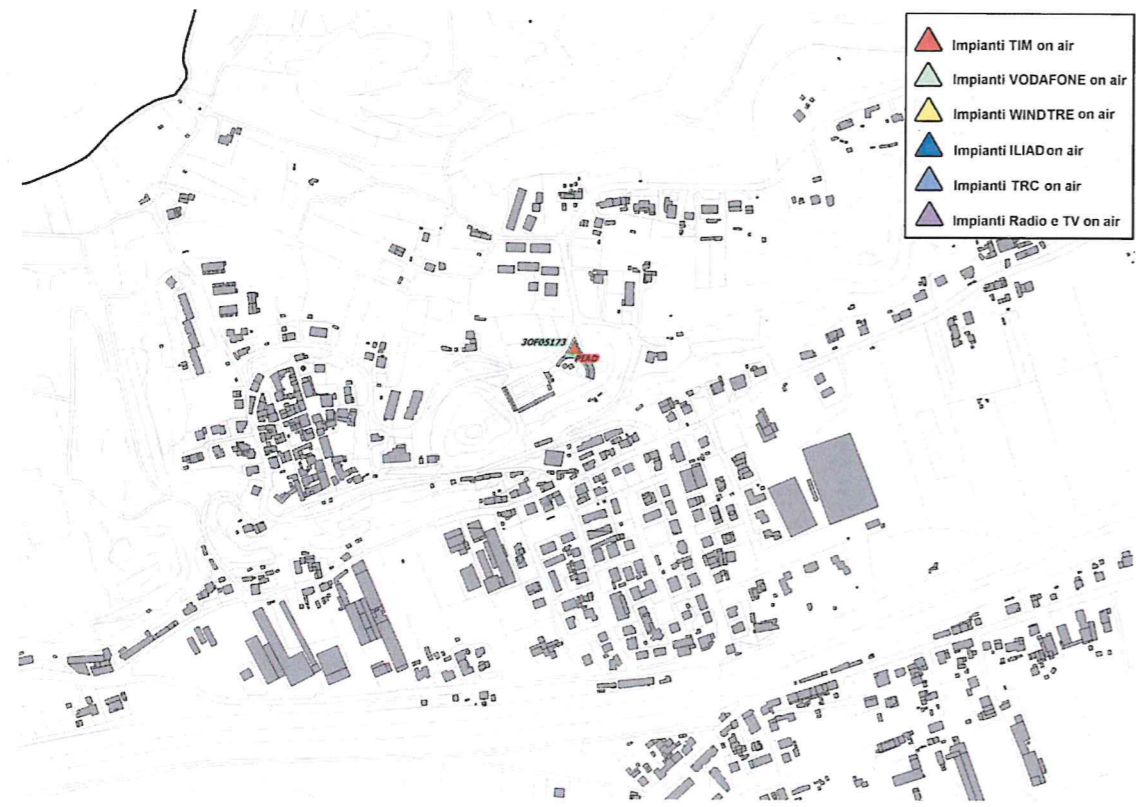 Impianti TIM on air
Impianti VODAFONE on air
Impianti WINDTRE on air
Impianti ILIAD on air
Impianti TRC on air
Impianti Radio e TV on air
3OF05173